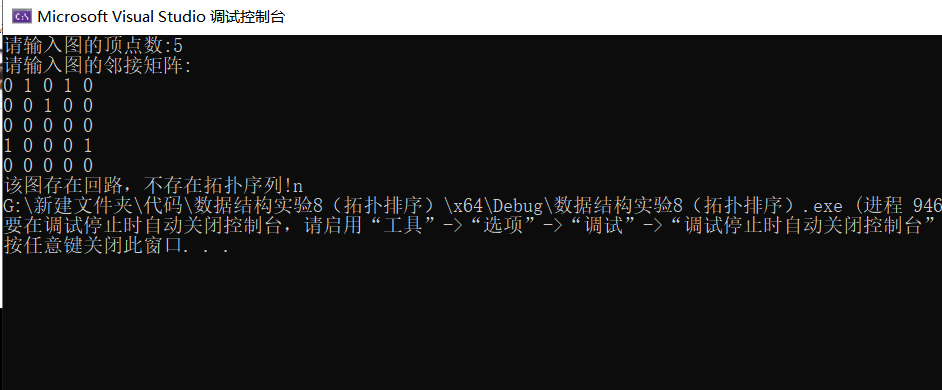 Microsoft Visual Studio 调试控制台
请输入图的顶点数:5
请输入图的邻接矩阵:
0 1 0 1 0
0 0 1 0 0
0 0 0 0 0
1 0 0 0 1
0 0 0 0 0
该图存在回路，不存在拓扑序列!n
G:\新建文件夹\代码\数据结构实验8（拓扑排序）\x64\Debug\数据结构实验8（拓扑排序）.exe (进程 946
要在调试停止时自动关闭控制台，请启用“工具”->“选项”->“调试”->“调试停止时自动关闭控制台”
按任意键关闭此窗口. . .